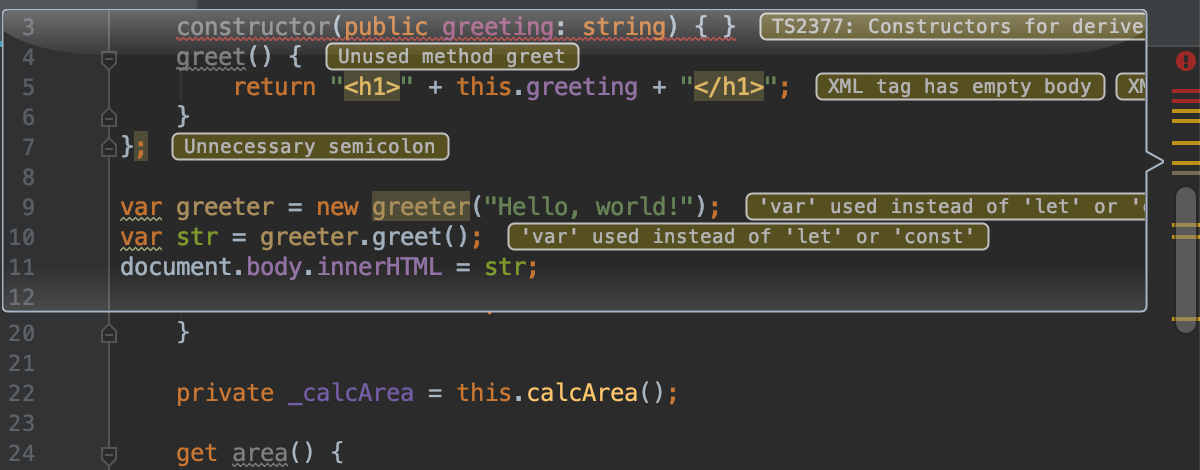 3 constructor(public greeting: string) { } TS2377: Constructors for derive
4 greet() { Unused method greet
5 return "<h1>" + this.greeting + "</h1>"; XML tag has empty body XM
6 }
7 }; Unnecessary semicolon
8
9 var greeter = new greeter("Hello, world!"); 'var' used instead of 'let' or 'c
10 var str = greeter.greet(); 'var' used instead of 'let' or 'const'
11 document.body.innerHTML = str;
12
20 }
21
22 private _calcArea = this.calcArea();
23
24 get area() {